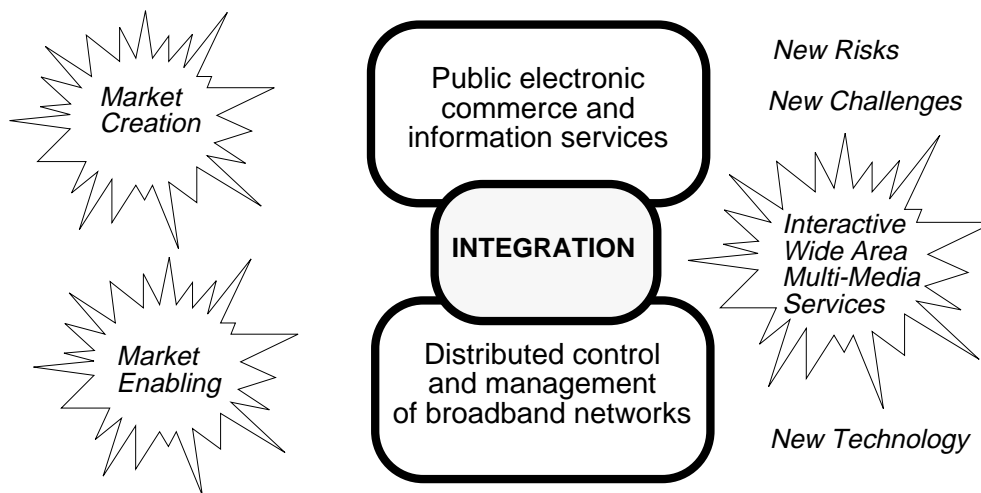 Market
Creation
Market
Enabling
Public electronic
commerce and
information services
INTEGRATION
Distributed control
and management
of broadband networks
New Risks
New Challenges
Interactive
Wide Area
Multi-Media
Services
New Technology